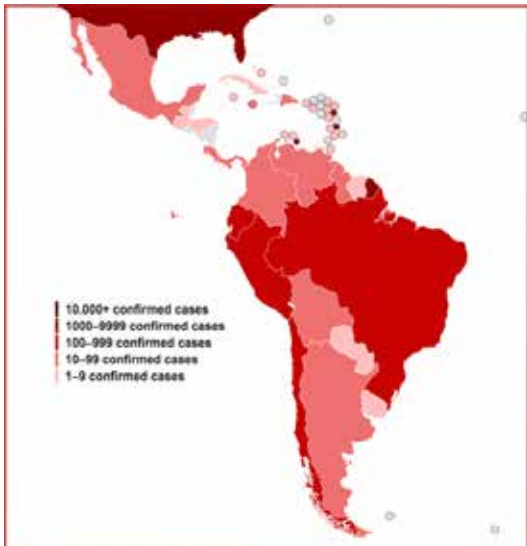 10.000+ confirmed cases
1000–9999 confirmed cases
100–999 confirmed cases
10–99 confirmed cases
1–9 confirmed cases